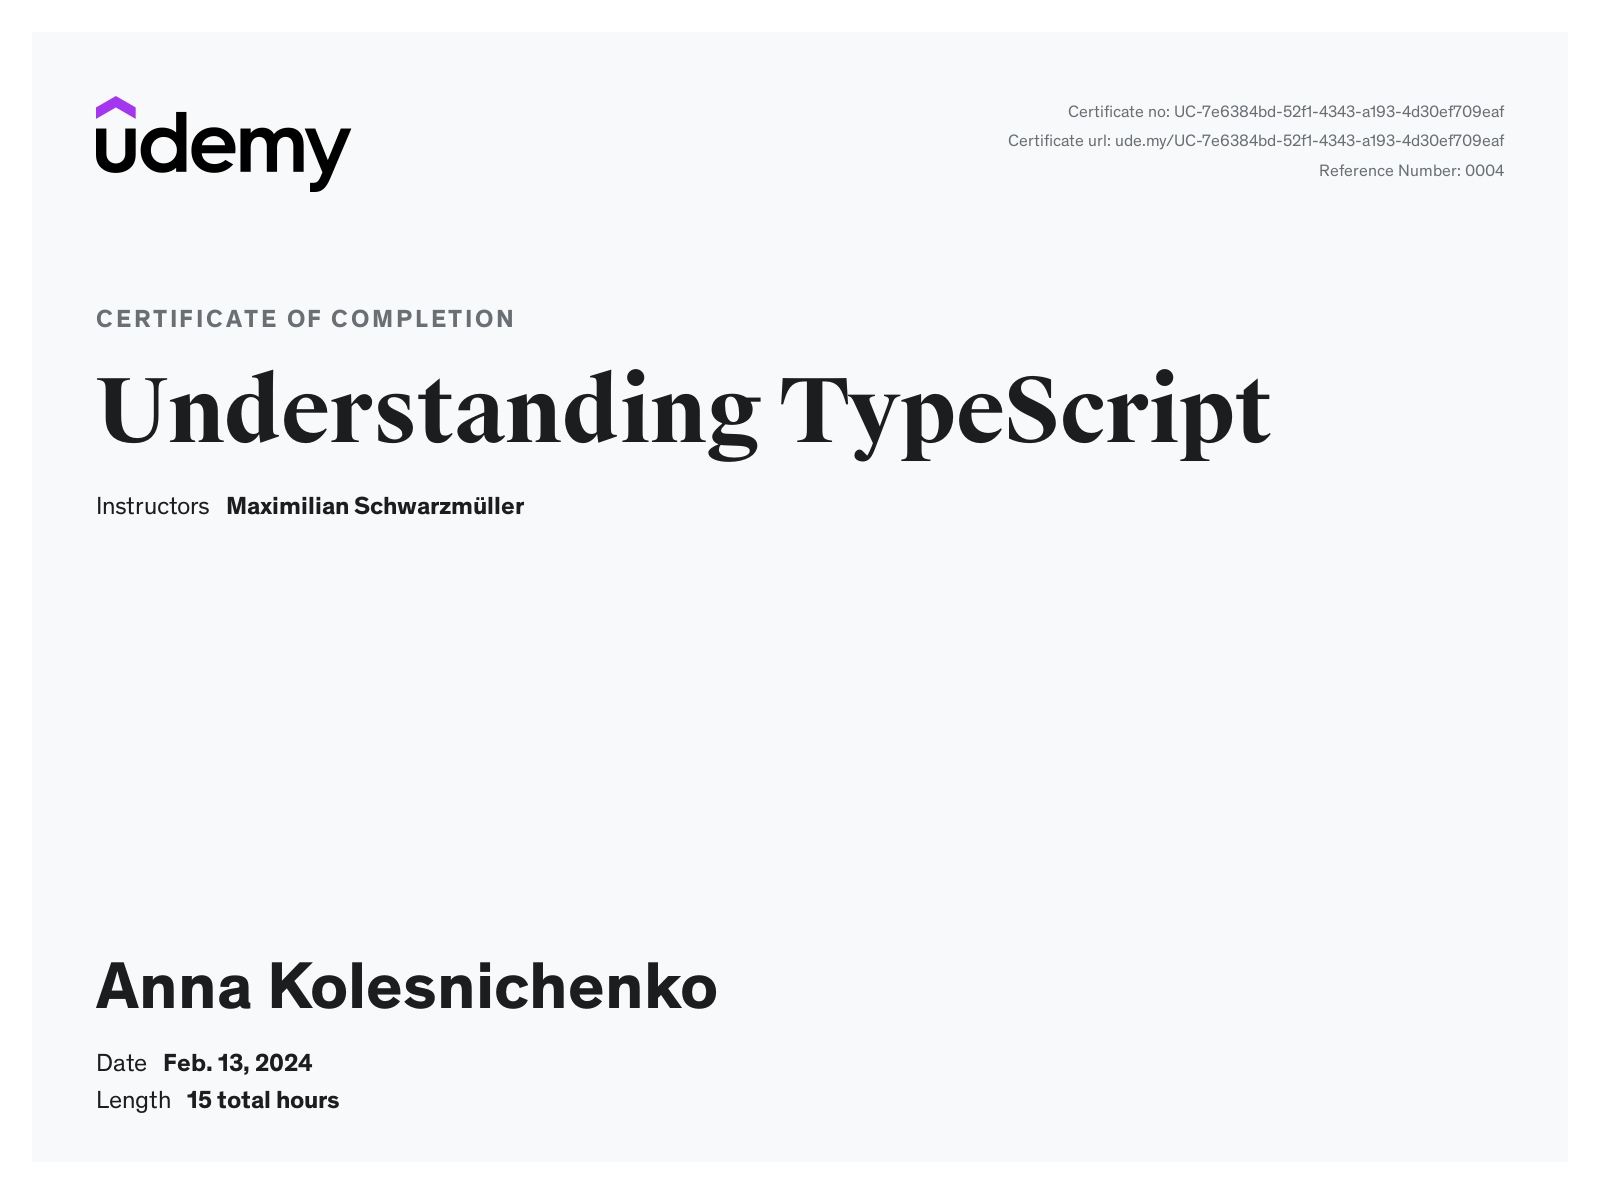 udemy
Certificate no: UC-7e6384bd-52f1-4343-a193-4d30ef709eaf
Certificate url: ude.my/UC-7e6384bd-52f1-4343-a193-4d30ef709eaf
Reference Number: 0004
CERTIFICATE OF COMPLETION
Understanding TypeScript
Instructors Maximilian Schwarzmüller
Anna Kolesnichenko
Date Feb. 13, 2024
Length 15 total hours